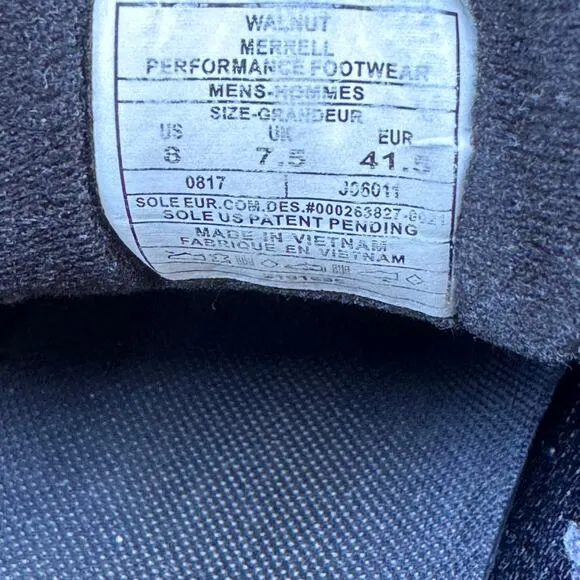 WALNUT
MERRELL
PERFORMANCE FOOTWEAR
MENS-HOMMES
SIZE-GRANDEUR
US UK EUR
8 7.5 41.5
0817 J06011
SOLE EUR.COM.DES.#000263827-0021
SOLE US PATENT PENDING
MADE IN VIETNAM
FABRIQUE EN VIETNAM